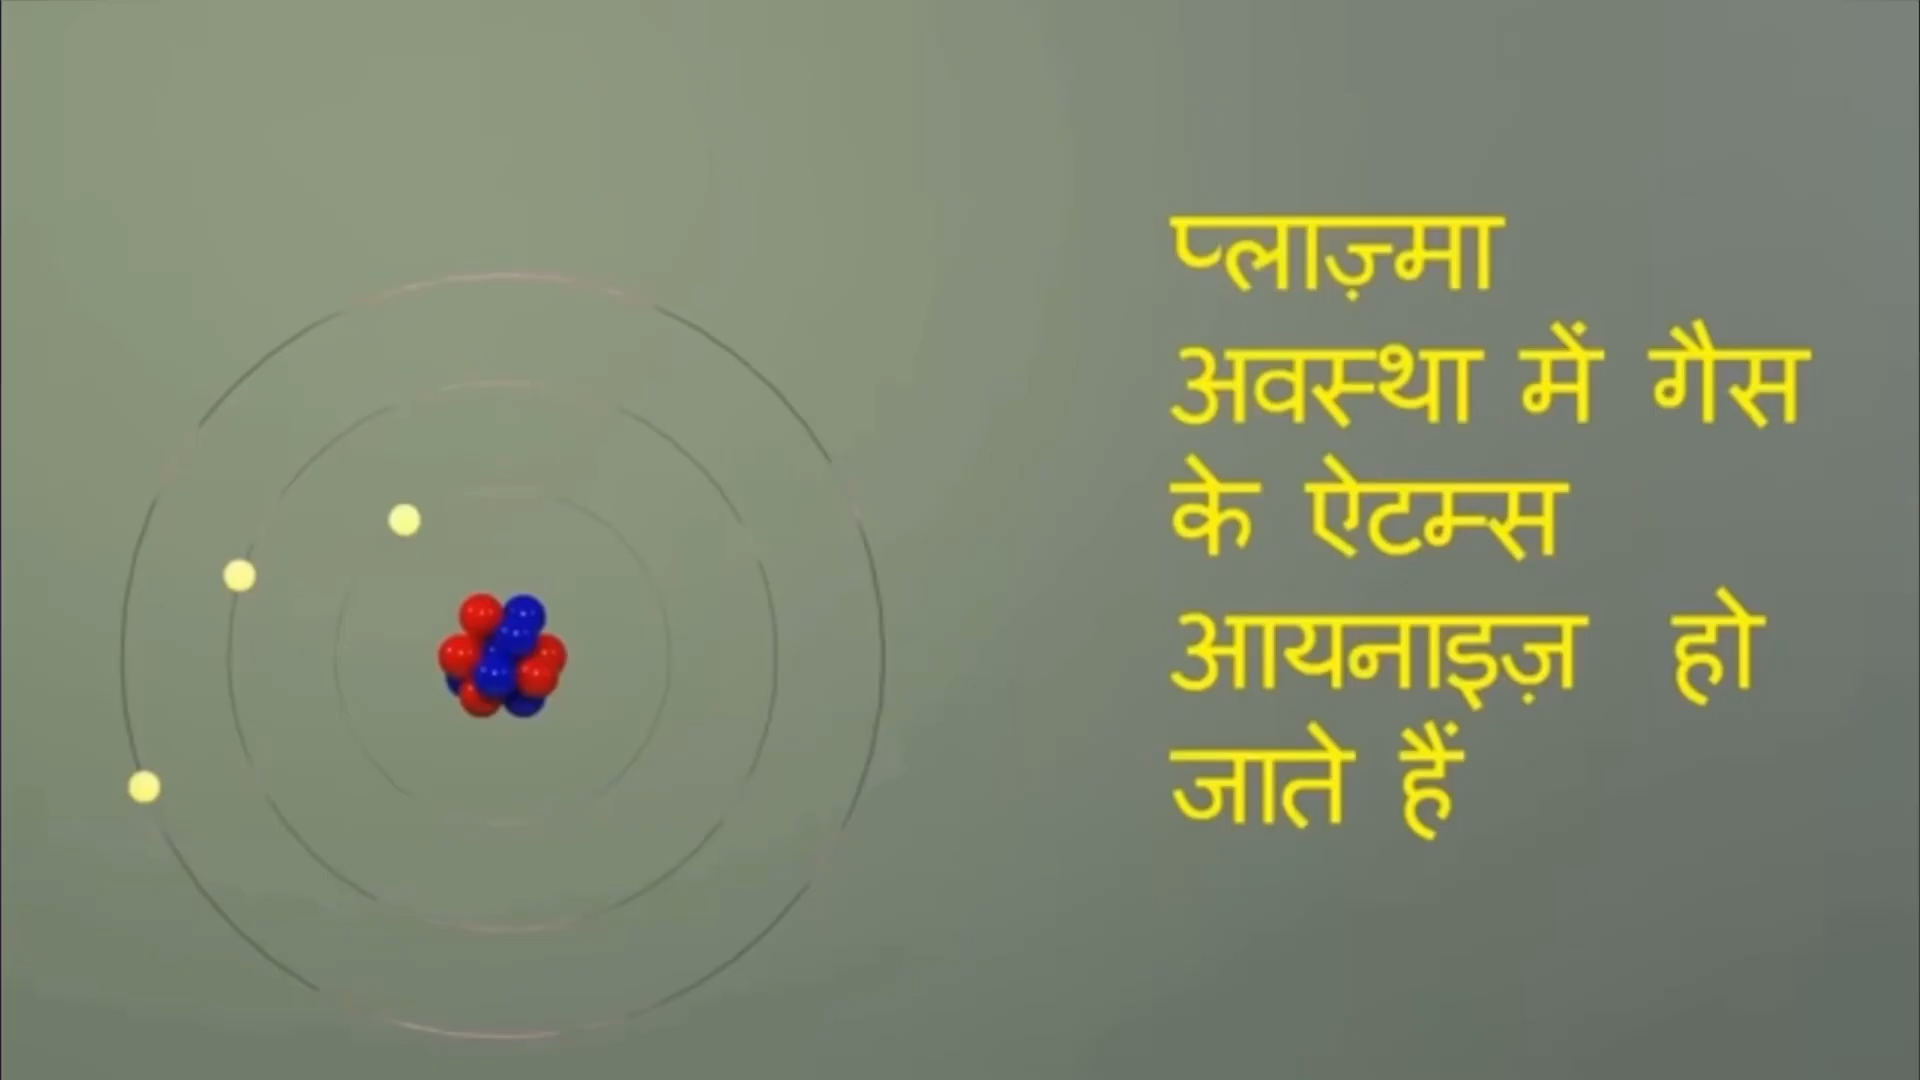 प्लाज़्मा
अवस्था में गैस
के ऐटम्स
आयनाइज़ हो
जाते हैं